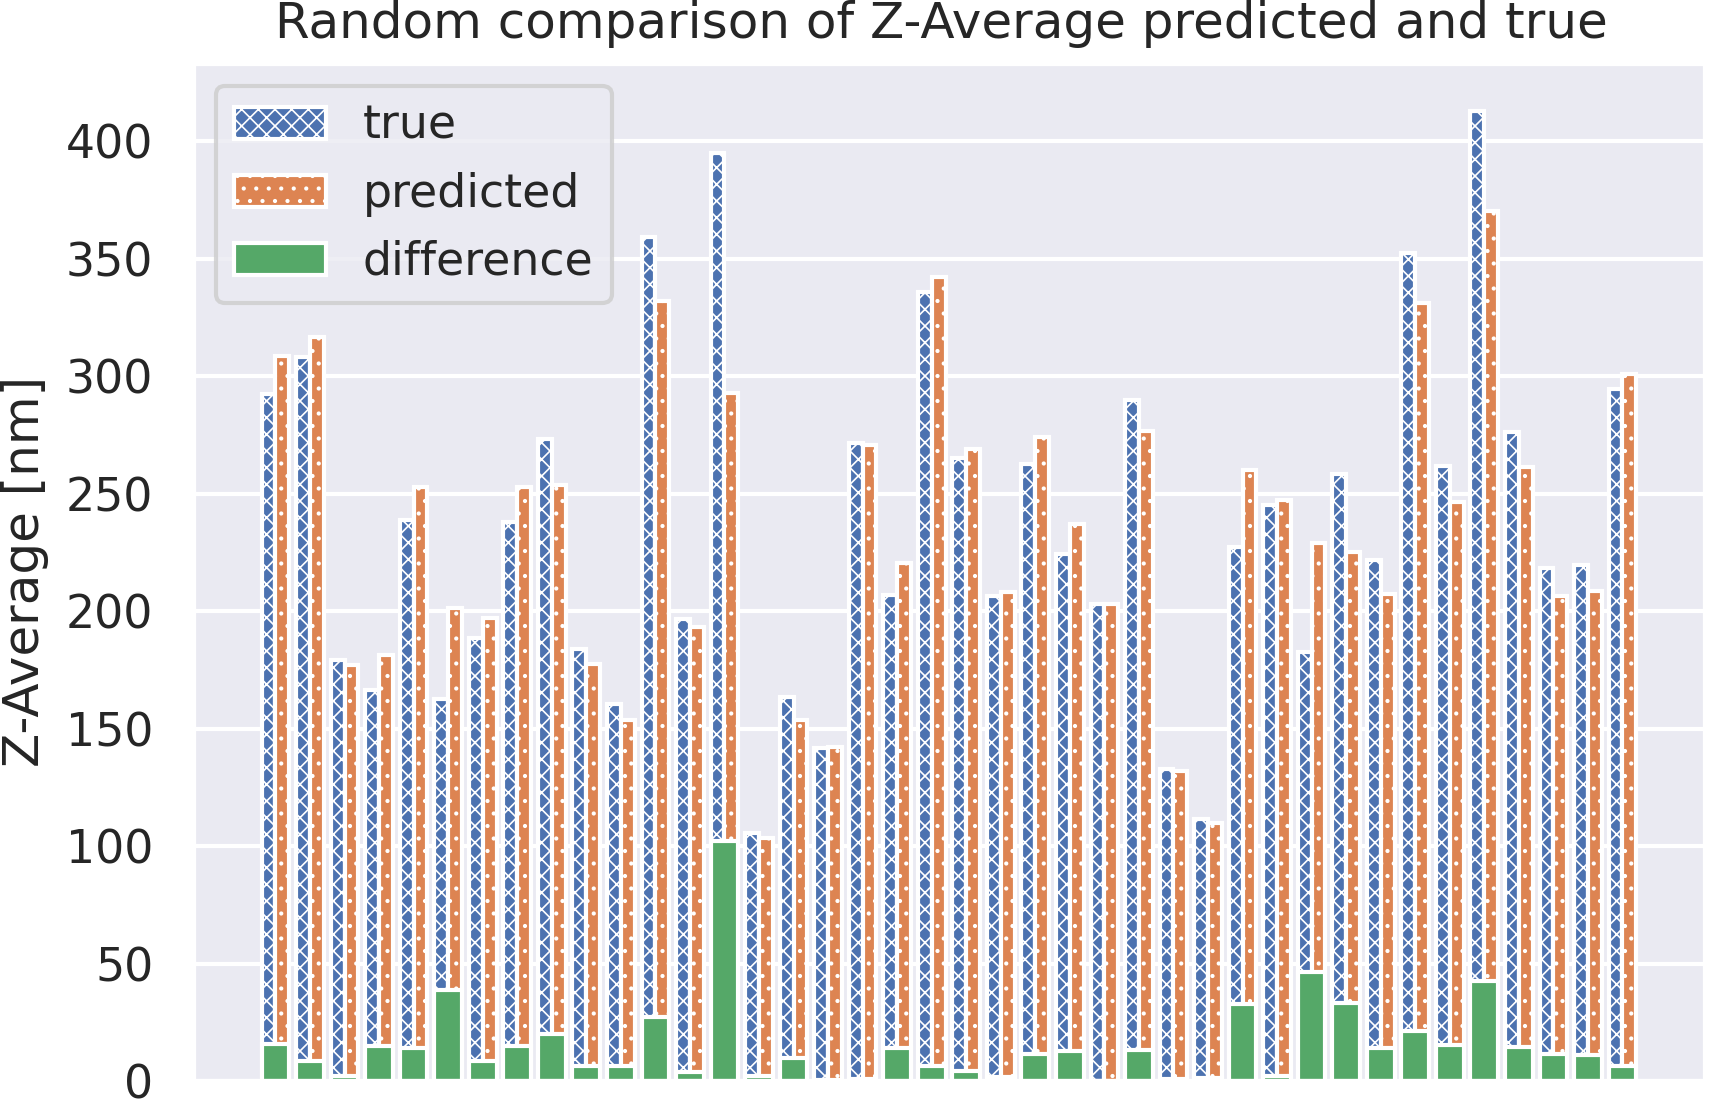 Random comparison of Z-Average predicted and true
true
predicted
difference
Z-Average [nm]
400
350
300
250
200
150
100
50
0